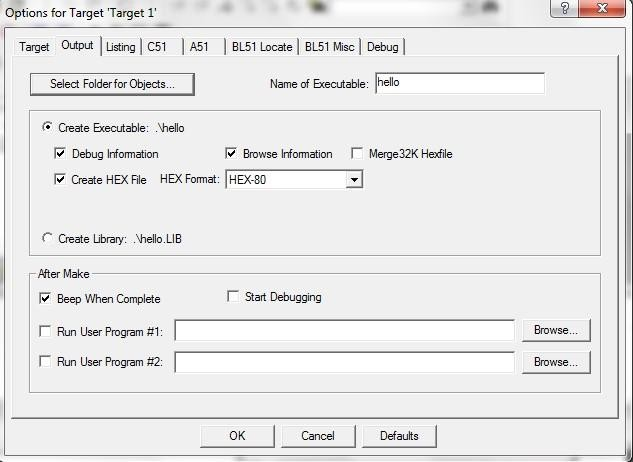 Options for Target 'Target 1'
Target Output Listing C51 A51 BL51 Locate BL51 Misc Debug
Select Folder for Objects... Name of Executable: hello
Create Executable: .\hello
Debug Information Browse Information Merge32K Hexfile
Create HEX File HEX Format: HEX-80
Create Library: .\hello.LIB
After Make
Beep When Complete Start Debugging
Run User Program #1: Browse...
Run User Program #2: Browse...
OK Cancel Defaults